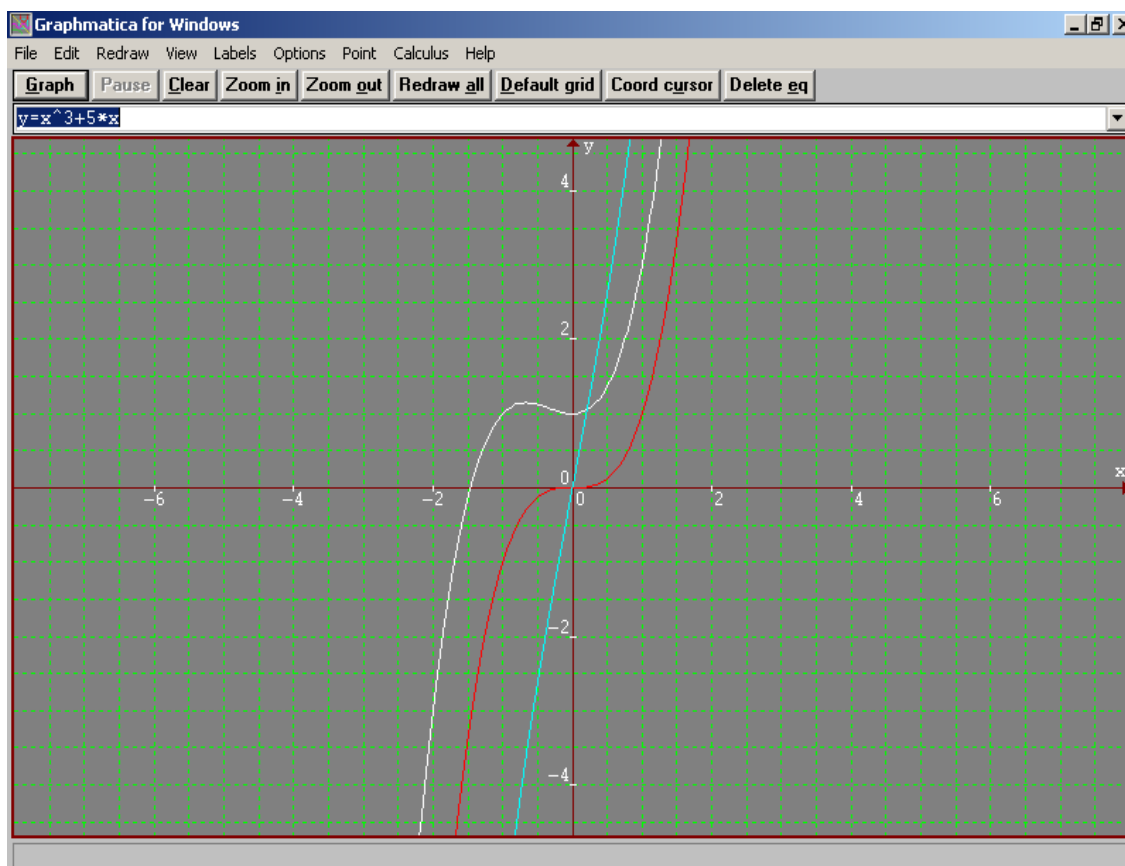 Graphmatica for Windows
File Edit Redraw View Labels Options Point Calculus Help
Graph Pause Clear Zoom in Zoom out Redraw all Default grid Coord cursor Delete eq
y=x^3+5*x
y
4
2
0
x
-6 -4 -2 0 2 4 6
-2
-4